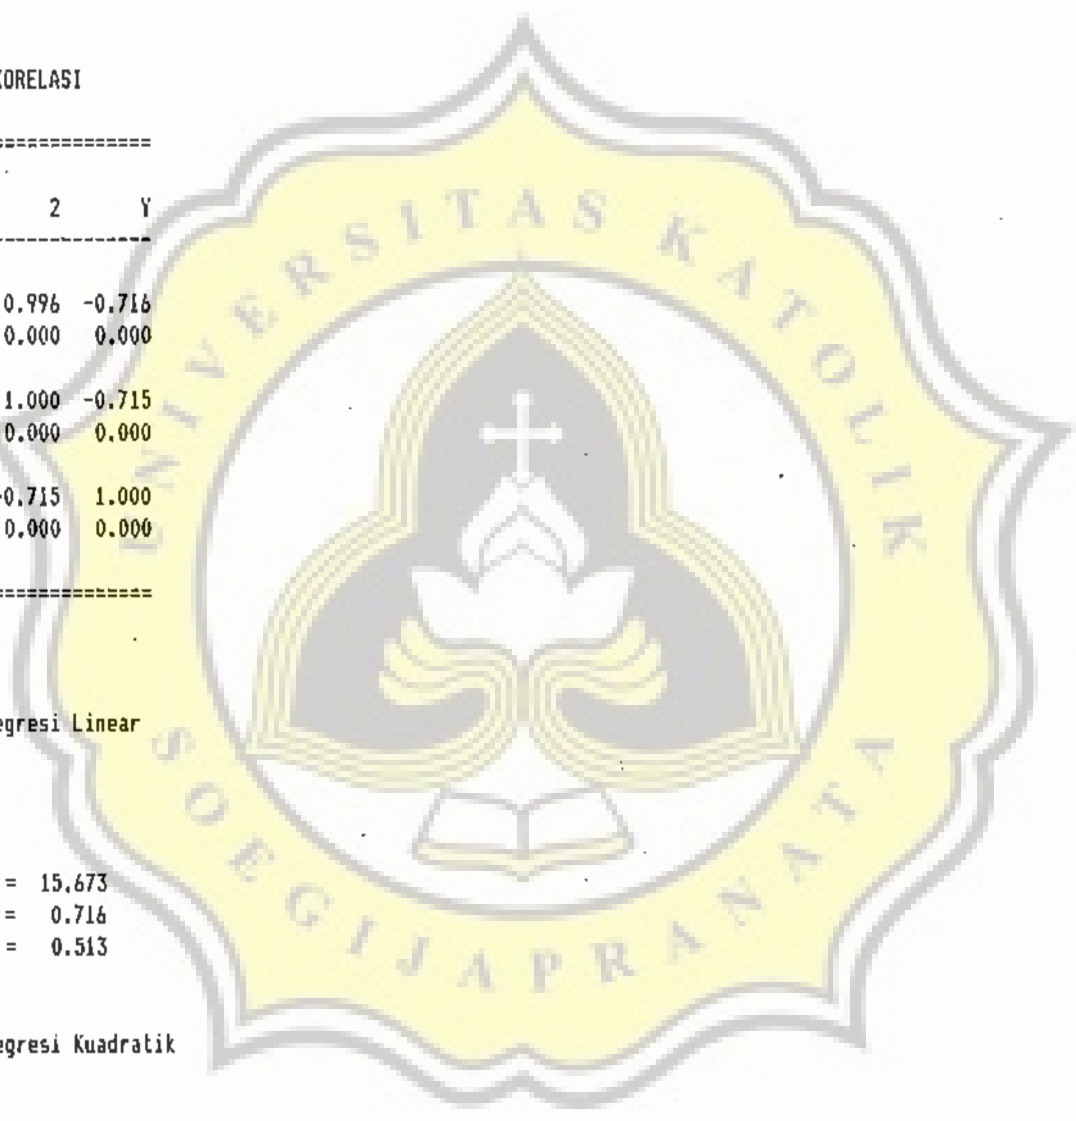 KORELASI
==============
2 Y
--------------
0.996 -0.716
0.000 0.000
1.000 -0.715
0.000 0.000
-0.715 1.000
0.000 0.000
==============
egresi Linear
= 15.673
= 0.716
= 0.513
egresi Kuadratik
UNIVERSITAS KATOLIK
SOEGIJAPRANATA